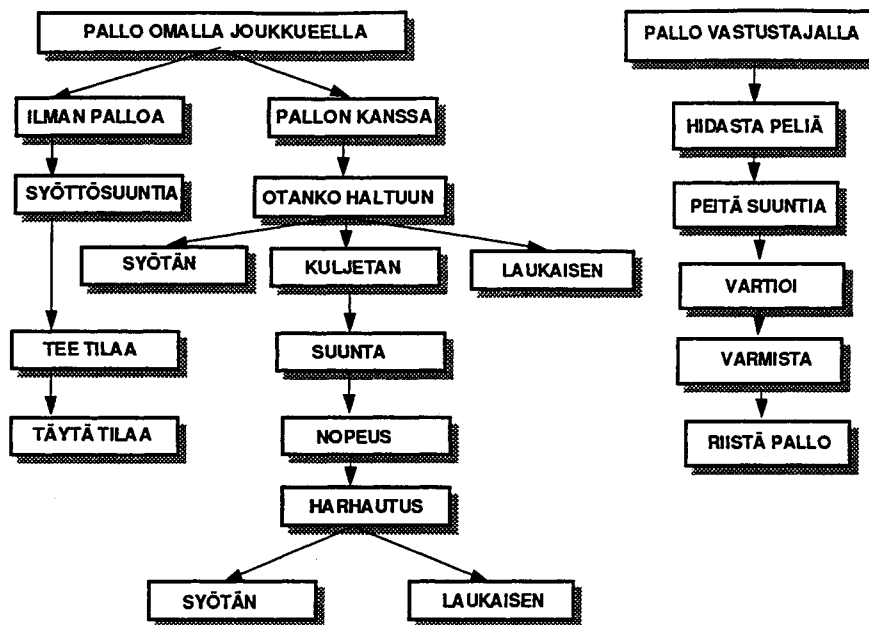 PALLO OMALLA JOUKKUEELLA
PALLO VASTUSTAJALLA
ILMAN PALLOA
PALLON KANSSA
HIDASTA PELIÄ
SYÖTTÖSUUNTIA
OTANKO HALTUUN
PEITÄ SUUNTIA
SYÖTÄN
KULJETAN
LAUKAISEN
VARTIOI
TEE TILAA
SUUNTA
VARMISTA
TÄYTÄ TILAA
NOPEUS
RIISTÄ PALLO
HARHAUTUS
SYÖTÄN
LAUKAISEN